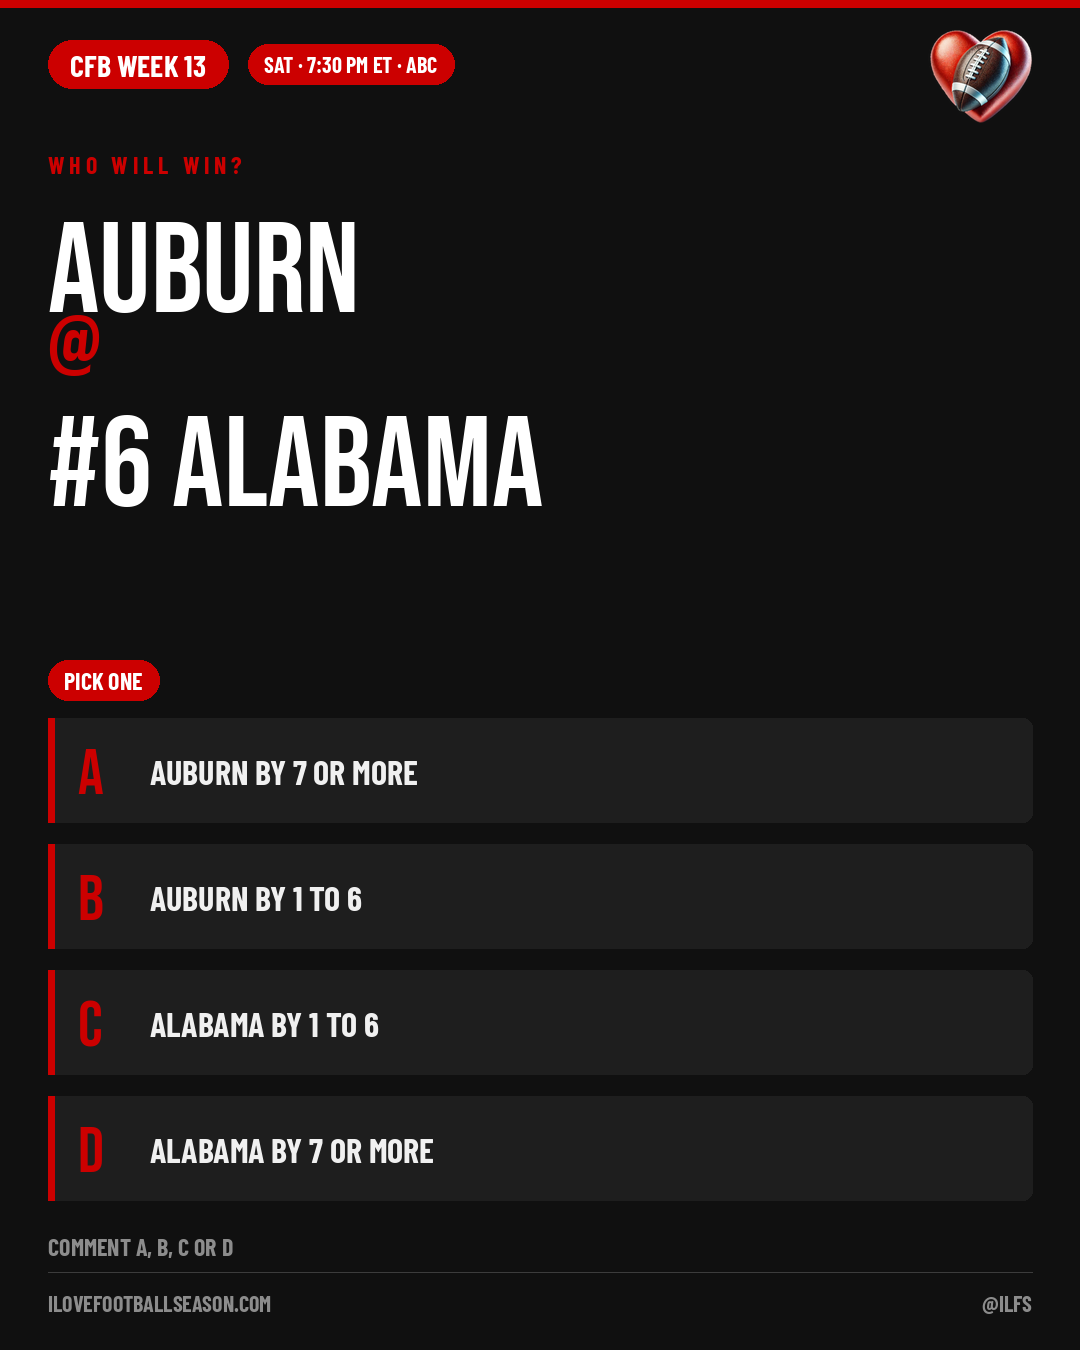 CFB WEEK 13
SAT · 7:30 PM ET · ABC
WHO WILL WIN?
AUBURN
@
#6 ALABAMA
PICK ONE
A AUBURN BY 7 OR MORE
B AUBURN BY 1 TO 6
C ALABAMA BY 1 TO 6
D ALABAMA BY 7 OR MORE
COMMENT A, B, C OR D
ILOVEFOOTBALLSEASON.COM
@ILFS